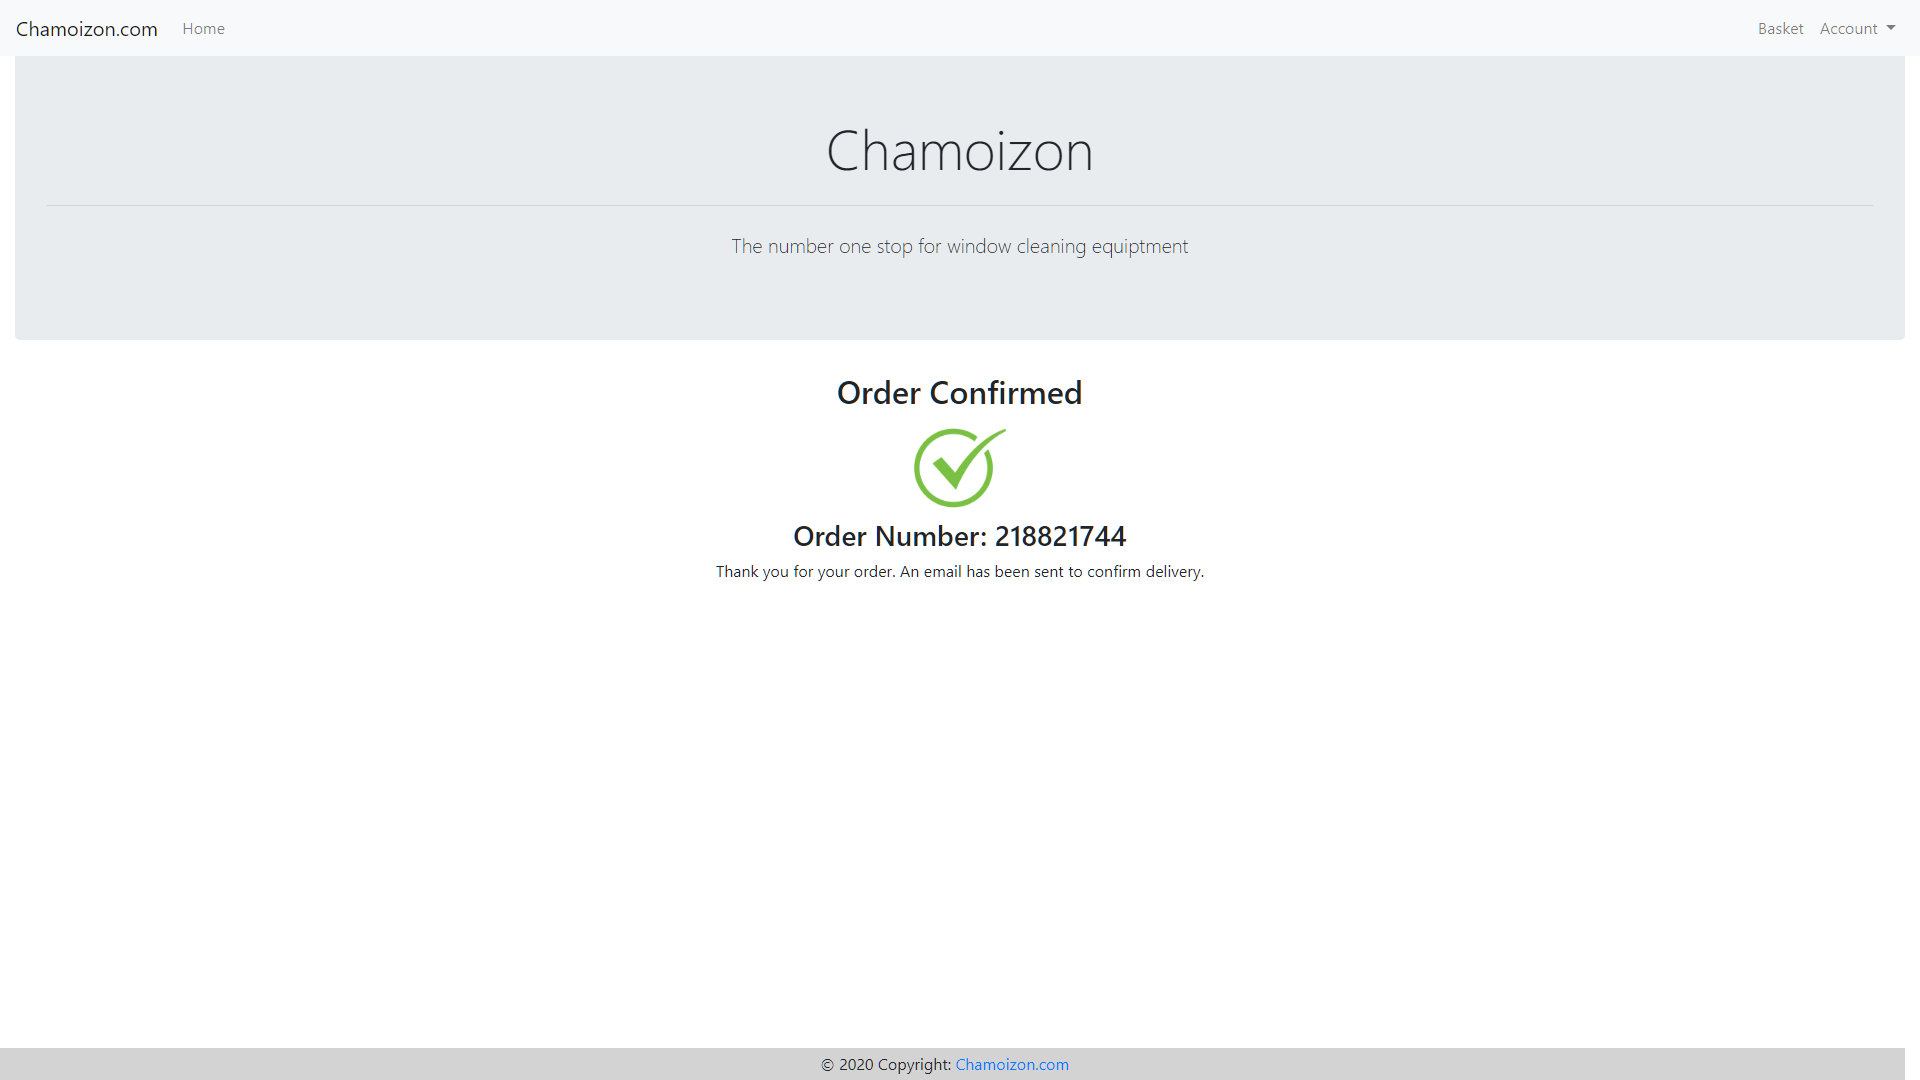 Chamoizon.com Home Basket Account
Chamoizon
The number one stop for window cleaning equiptment
Order Confirmed
Order Number: 218821744
Thank you for your order. An email has been sent to confirm delivery.
© 2020 Copyright: Chamoizon.com